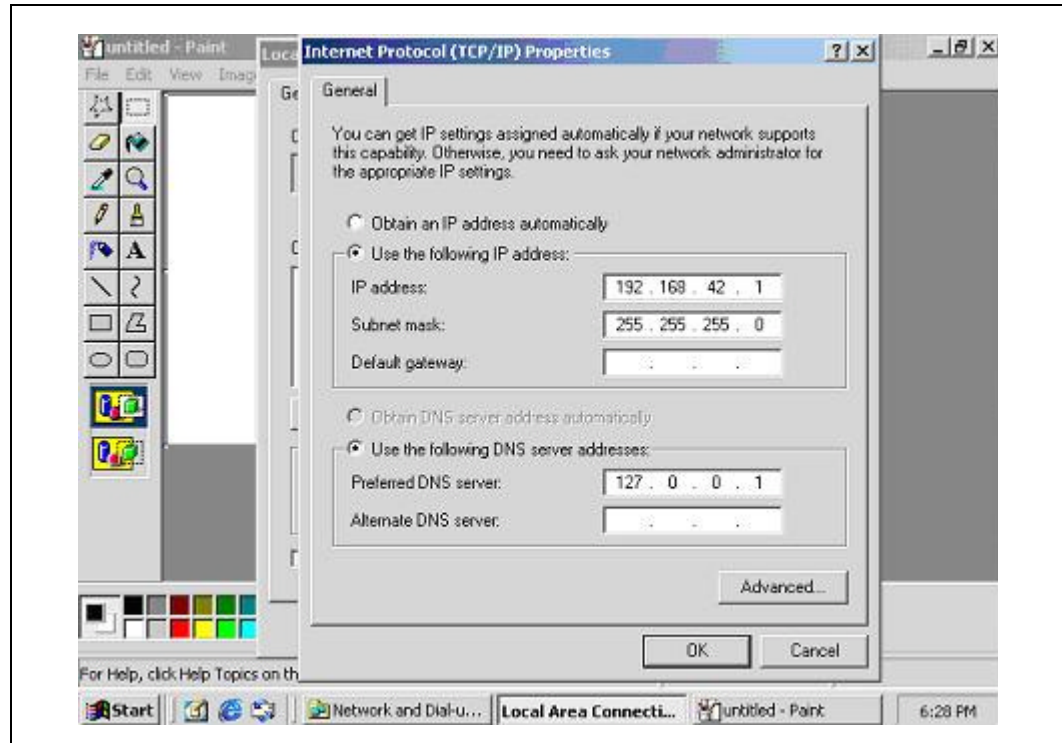 untitled - Paint
File Edit View Imag
Loca
Ge
Internet Protocol (TCP/IP) Properties
General
You can get IP settings assigned automatically if your network supports
this capability. Otherwise, you need to ask your network administrator for
the appropriate IP settings.
Obtain an IP address automatically
Use the following IP address:
IP address: 192 . 168 . 42 . 1
Subnet mask: 255 . 255 . 255 . 0
Default gateway: . . .
Obtain DNS server address automatically
Use the following DNS server addresses:
Preferred DNS server: 127 . 0 . 0 . 1
Alternate DNS server: . . .
Advanced...
OK Cancel
For Help, click Help Topics on th
Start Network and Dial-u... Local Area Connecti... untitled - Paint 6:28 PM